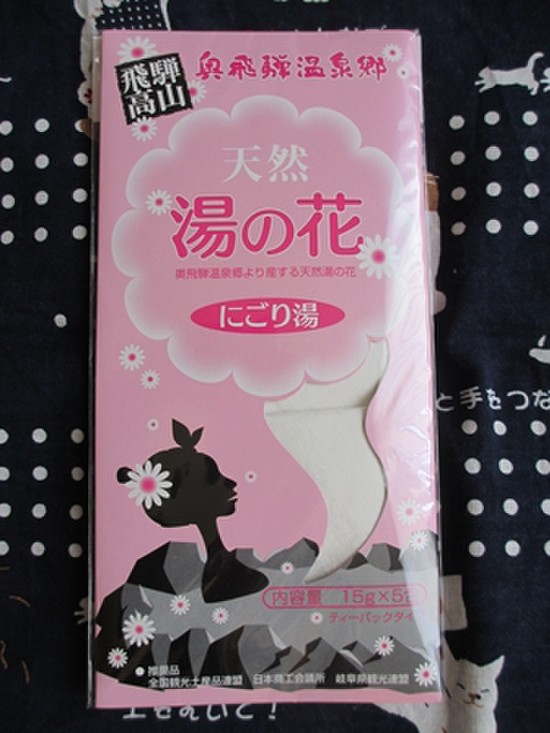 飛騨
高山
奥飛騨温泉郷
天然
湯の花
奥飛騨温泉郷より産する天然湯の花
にごり湯
と手をつな
内容量 15g×5包
ティーバックタイ
推奨品
全国観光土産品連盟 日本商工会議所 岐阜県観光連盟